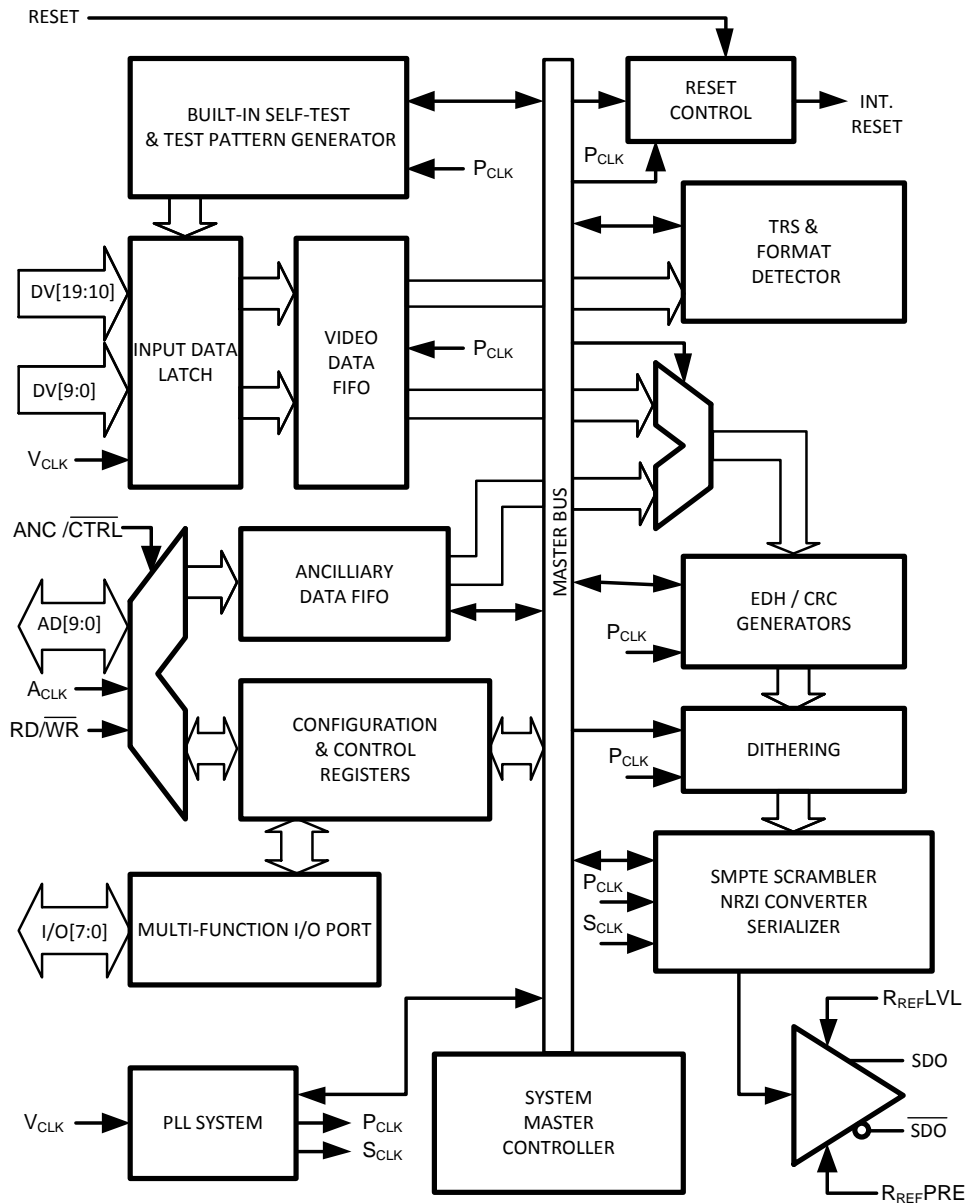 RESET
BUILT-IN SELF-TEST
& TEST PATTERN GENERATOR
RESET
CONTROL
INT.
RESET
PCLK
PCLK
TRS &
FORMAT
DETECTOR
DV[19:10]
INPUT DATA
LATCH
VIDEO
DATA
FIFO
PCLK
DV[9:0]
VCLK
MASTER BUS
ANC /CTRL
ANCILLIARY
DATA FIFO
AD[9:0]
EDH / CRC
GENERATORS
PCLK
ACLK
RD/WR
CONFIGURATION
& CONTROL
REGISTERS
DITHERING
PCLK
SMPTE SCRAMBLER
NRZI CONVERTER
SERIALIZER
PCLK
SCLK
I/O[7:0]
MULTI-FUNCTION I/O PORT
RREFLVL
SDO
SDO
RREFPRE
VCLK
PLL SYSTEM
PCLK
SCLK
SYSTEM
MASTER
CONTROLLER